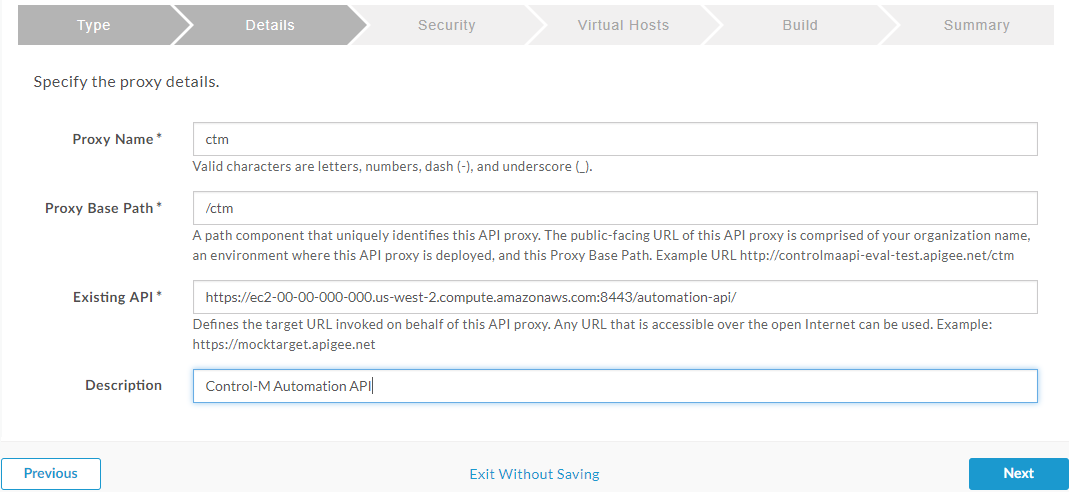 Type Details Security Virtual Hosts Build Summary
Specify the proxy details.
Proxy Name* ctm
Valid characters are letters, numbers, dash (-), and underscore (_).
Proxy Base Path* /ctm
A path component that uniquely identifies this API proxy. The public-facing URL of this API proxy is comprised of your organization name,
an environment where this API proxy is deployed, and this Proxy Base Path. Example URL http://controlmaapi-eval-test.apigee.net/ctm
Existing API* https://ec2-00-00-000-000.us-west-2.compute.amazonaws.com:8443/automation-api/
Defines the target URL invoked on behalf of this API proxy. Any URL that is accessible over the open Internet can be used. Example:
https://mocktarget.apigee.net
Description Control-M Automation API
Previous Exit Without Saving Next